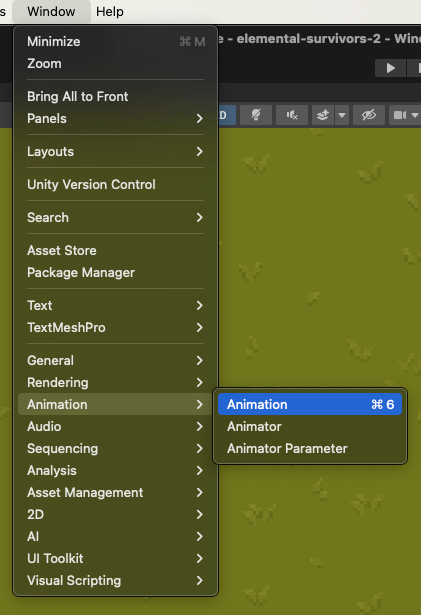 s Window Help
e - elemental-survivors-2 - Wind
Minimize ⌘ M
Zoom
Bring All to Front
Panels
Layouts
Unity Version Control
Search
Asset Store
Package Manager
Text
TextMeshPro
General
Rendering
Animation
Animation ⌘ 6
Audio
Animator
Sequencing
Animator Parameter
Analysis
Asset Management
2D
AI
UI Toolkit
Visual Scripting